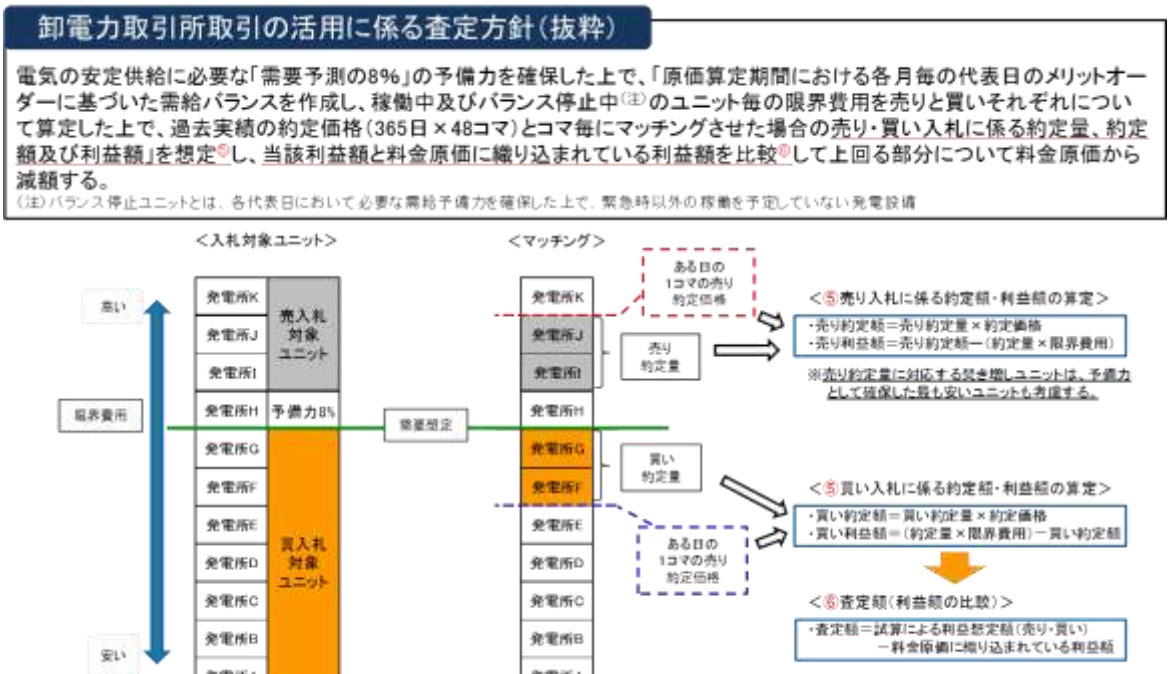 卸電力取引所取引の活用に係る査定方針(抜粋)
電気の安定供給に必要な「需要予測の8%」の予備力を確保した上で、「原価算定期間における各月毎の代表日のメリットオー
ダーに基づいた需給バランスを作成し、稼働中及びバランス停止中(注)のユニット毎の限界費用を売りと買いそれぞれについ
て算定した上で、過去実績の約定価格(365日×48コマ)とコマ毎にマッチングさせた場合の売り・買い入札に係る約定量、約定
額及び利益額」を想定⑤し、当該利益額と料金原価に織り込まれている利益額を比較⑥して上回る部分について料金原価から
減額する。
(注)バランス停止ユニットとは、各代表日において必要な需給予備力を確保した上で、緊急時以外の稼働を予定していない発電設備
<入札対象ユニット>
高い
限界費用
安い
発電所K
発電所J
発電所I
発電所H
発電所G
発電所F
発電所E
発電所D
発電所C
発電所B
売入札
対象
ユニット
予備力8%
買入札
対象
ユニット
需要想定
<マッチング>
発電所K
発電所J
発電所I
発電所H
発電所G
発電所F
発電所E
発電所D
発電所C
発電所B
ある日の
1コマの売り
約定価格
売り
約定量
買い
約定量
ある日の
1コマの売り
約定価格
<⑤売り入札に係る約定額・利益額の算定>
・売り約定額=売り約定量×約定価格
・売り利益額=売り約定額-(約定量×限界費用)
※売り約定量に対応する焚き増しユニットは、予備力
として確保した最も安いユニットも考慮する。
<⑤買い入札に係る約定額・利益額の算定>
・買い約定額=買い約定量×約定価格
・買い利益額=(約定量×限界費用)-買い約定額
<⑥査定額(利益額の比較)>
・査定額=試算による利益想定額(売り・買い)
-料金原価に織り込まれている利益額